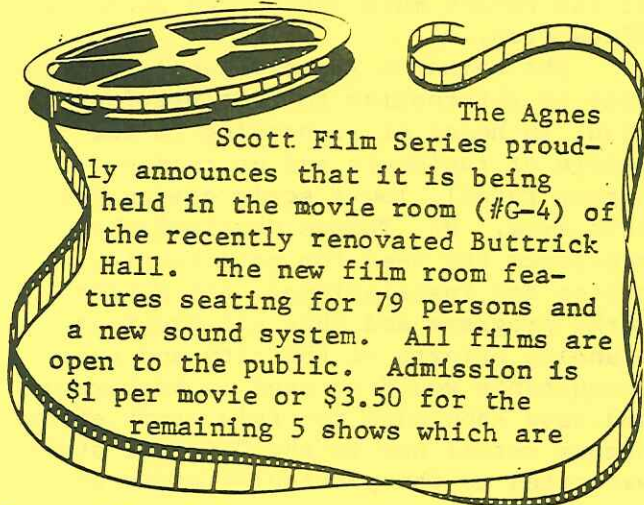 The Agnes
Scott Film Series proud-
ly announces that it is being
held in the movie room (#G-4) of
the recently renovated Buttrick
Hall. The new film room fea-
tures seating for 79 persons and
a new sound system. All films are
open to the public. Admission is
$1 per movie or $3.50 for the
remaining 5 shows which are